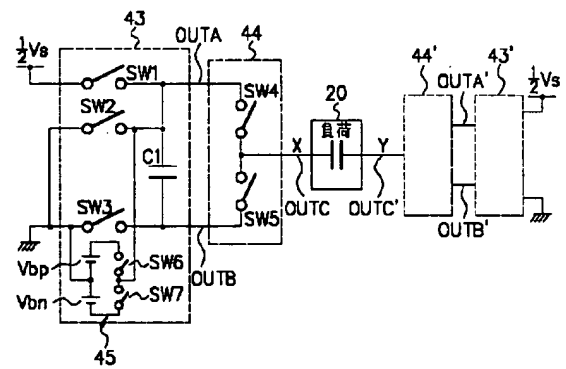 43
½Vs
OUTA
44
SW1
SW2
SW4
C1
SW3
SW5
Vbp
SW6
Vbn
SW7
OUTB
45
20
負荷
X
Y
OUTC
OUTC'
44'
OUTA'
43'
½Vs
OUTB'